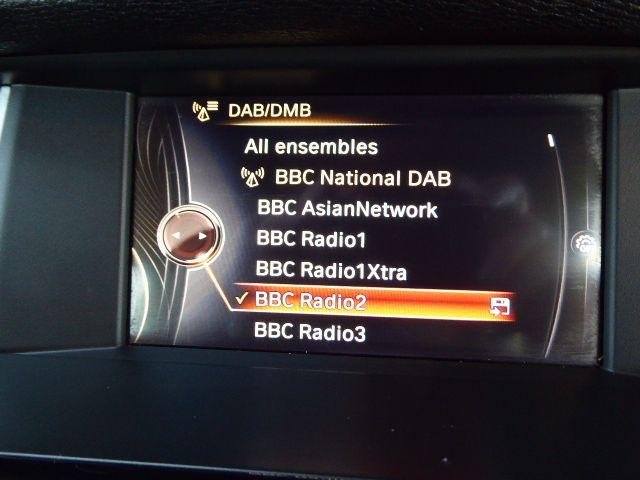 DAB/DMB
All ensembles
BBC National DAB
BBC AsianNetwork
BBC Radio1
BBC Radio1Xtra
BBC Radio2
BBC Radio3